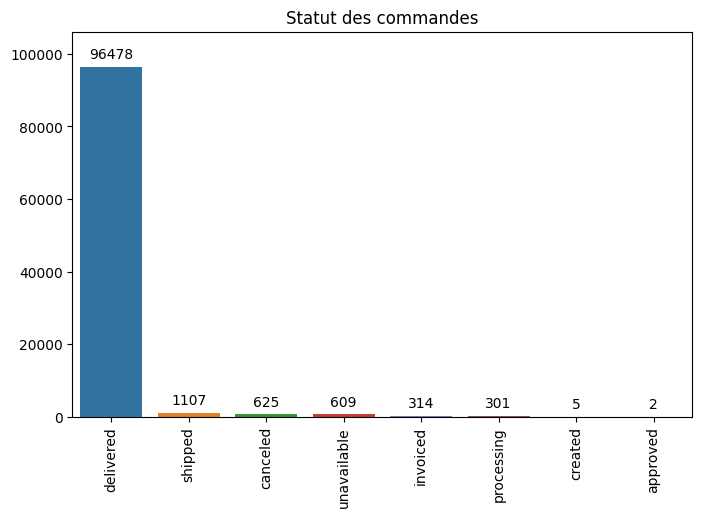 Statut des commandes
100000
80000
60000
40000
20000
0
96478
1107
625
609
314
301
5
2
delivered
shipped
canceled
unavailable
invoiced
processing
created
approved